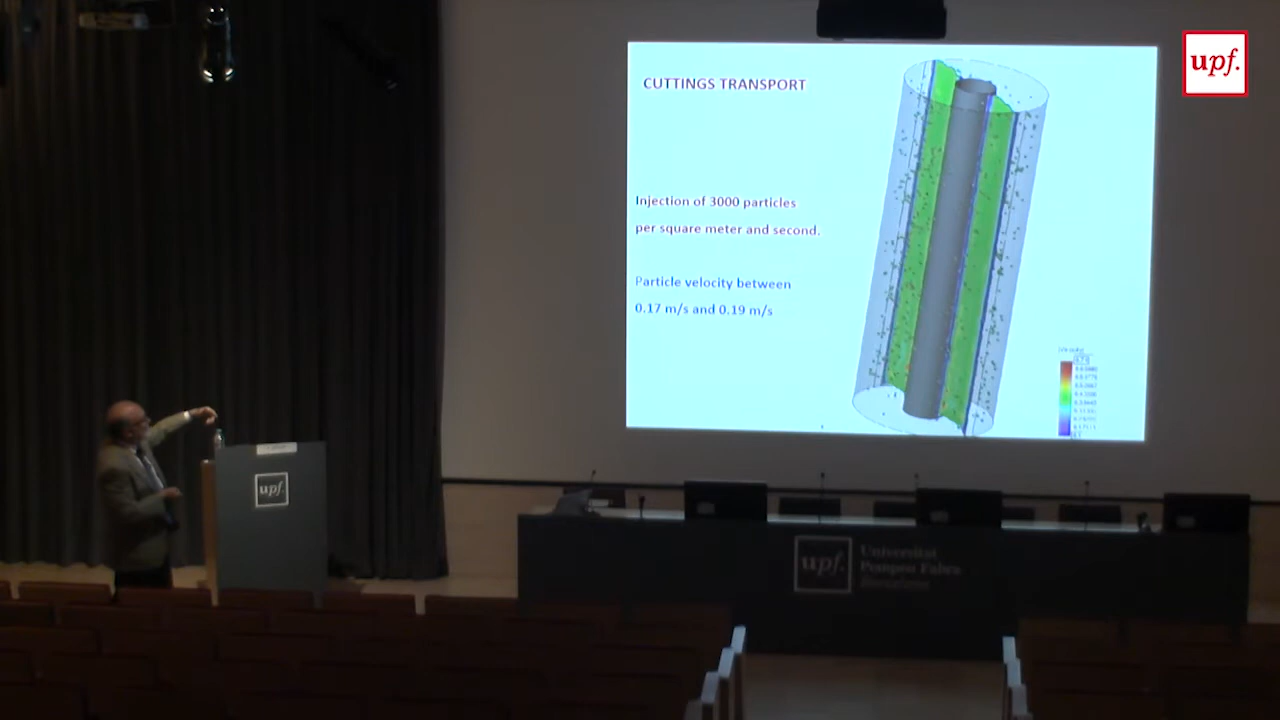 CUTTINGS TRANSPORT
Injection of 3000 particles
per square meter and second.
Particle velocity between
0.17 m/s and 0.19 m/s
upf.
upf.
upf.
Universitat
Pompeu Fabra
Barcelona